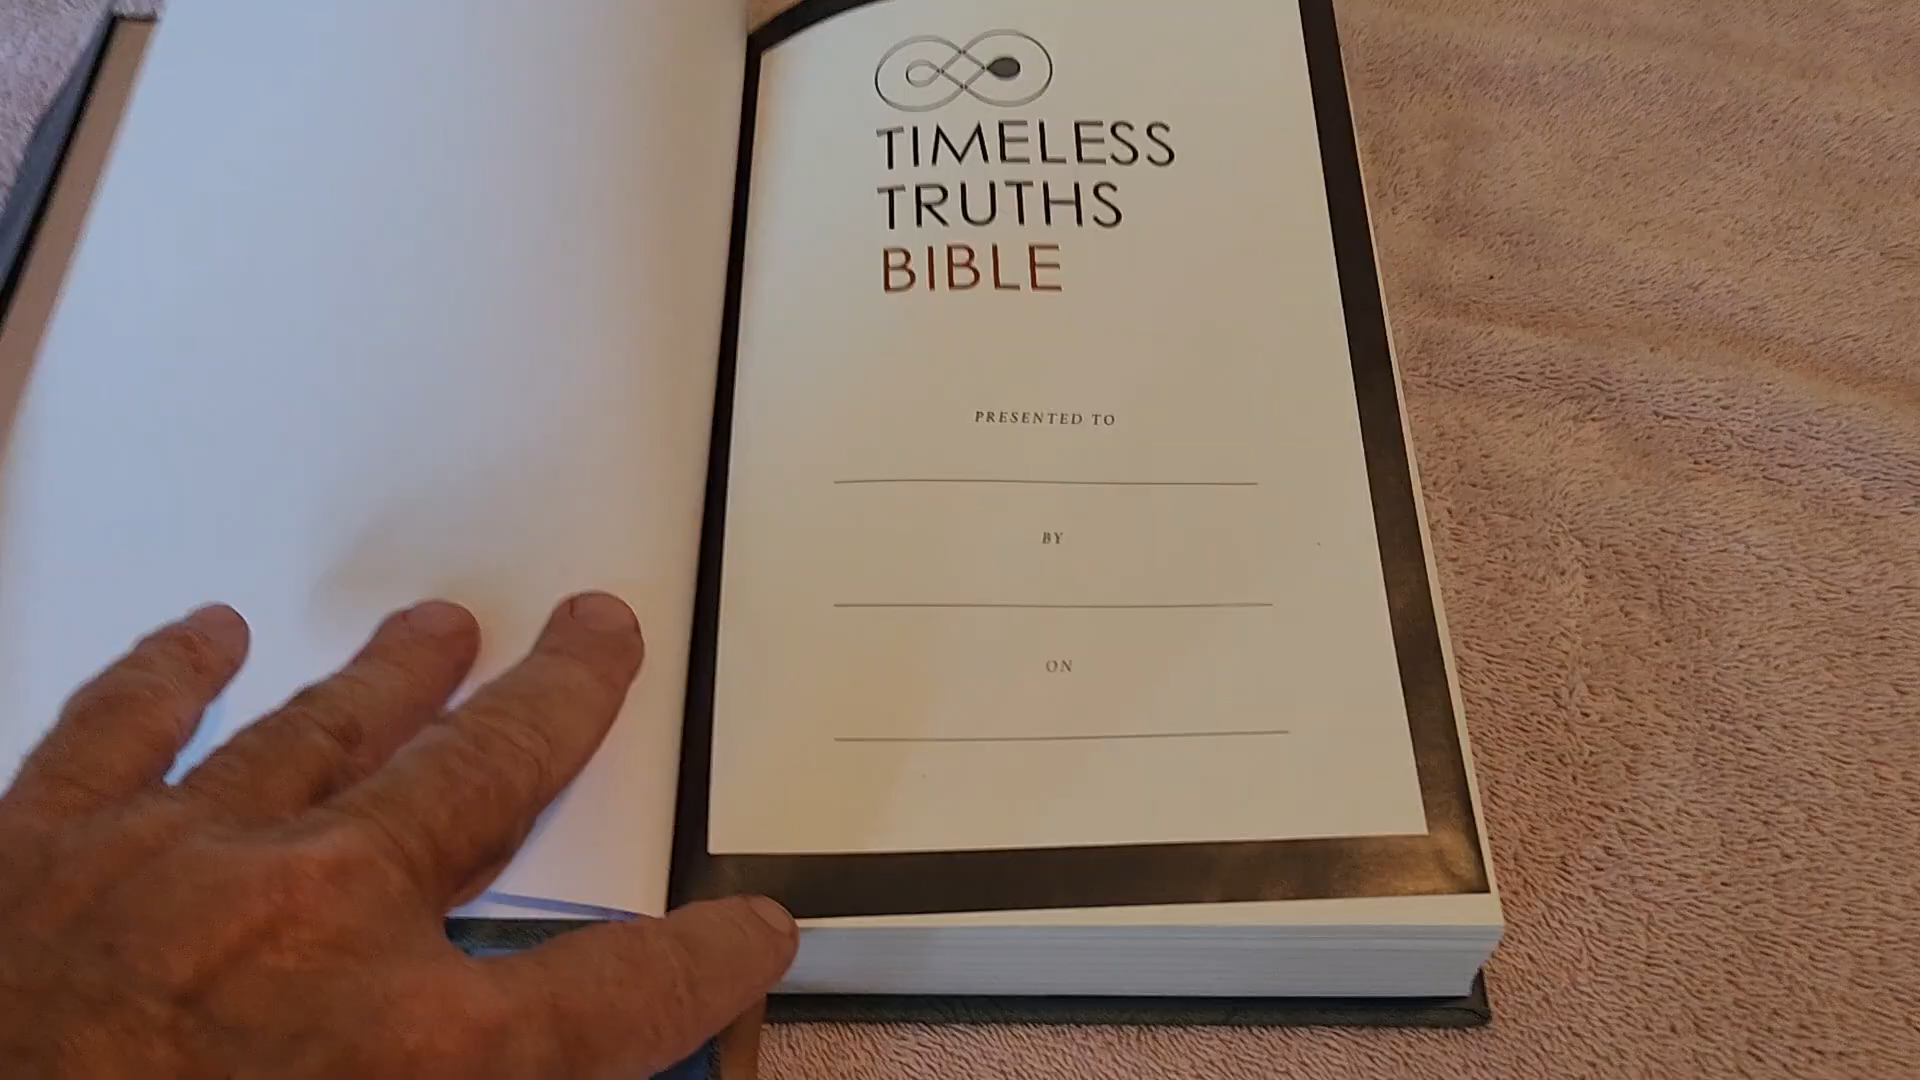 TIMELESS
TRUTHS
BIBLE
PRESENTED TO
BY
ON